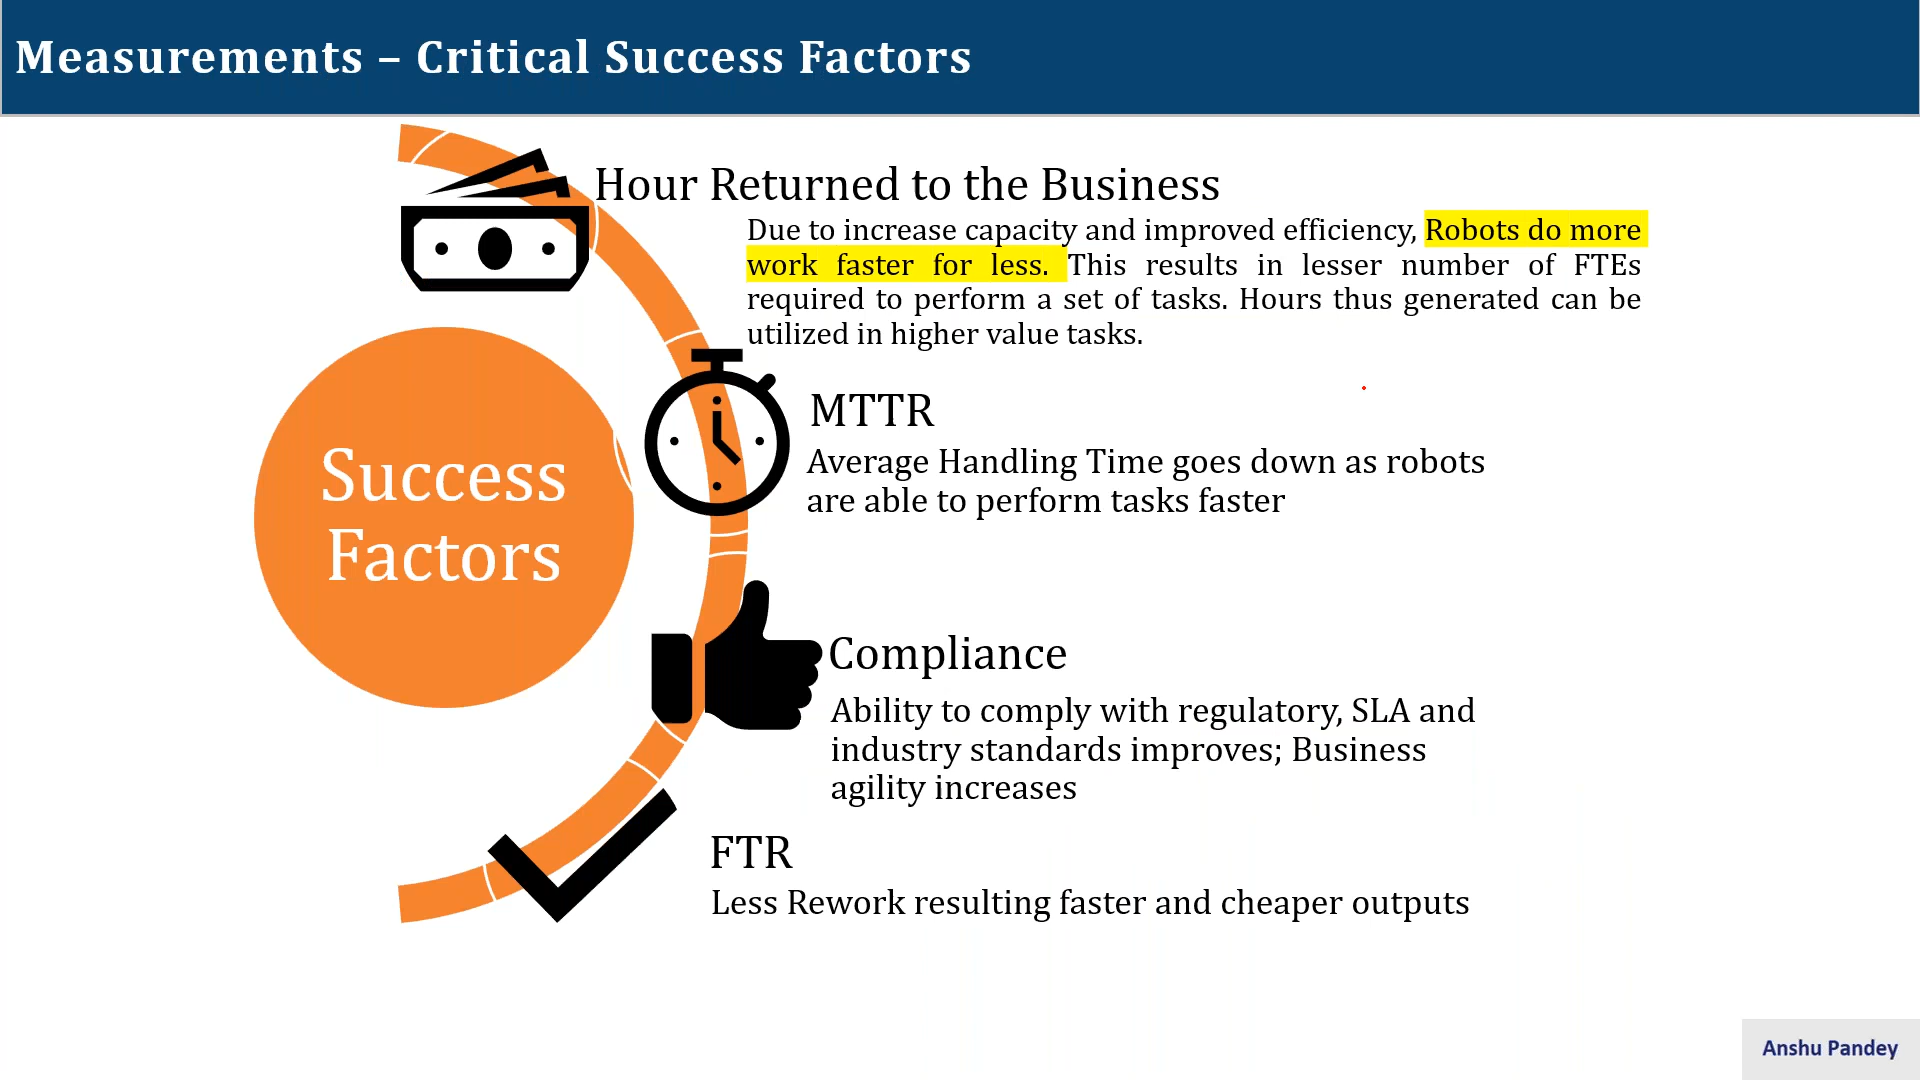 Measurements – Critical Success Factors
Hour Returned to the Business
Due to increase capacity and improved efficiency, Robots do more
work faster for less. This results in lesser number of FTEs
required to perform a set of tasks. Hours thus generated can be
utilized in higher value tasks.
MTTR
Average Handling Time goes down as robots
are able to perform tasks faster
Success
Factors
Compliance
Ability to comply with regulatory, SLA and
industry standards improves; Business
agility increases
FTR
Less Rework resulting faster and cheaper outputs
Anshu Pandey